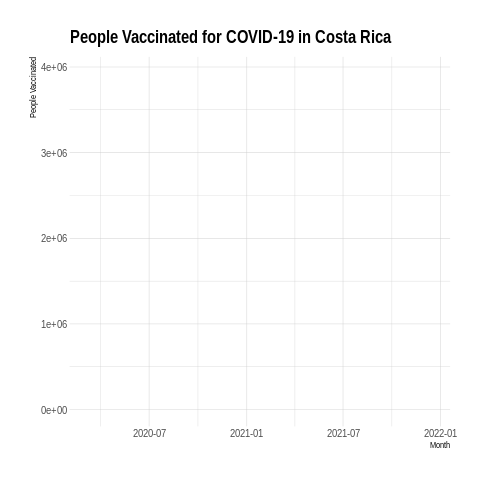 People Vaccinated for COVID-19 in Costa Rica
People Vaccinated
4e+06
3e+06
2e+06
1e+06
0e+00
2020-07 2021-01 2021-07 2022-01
Month